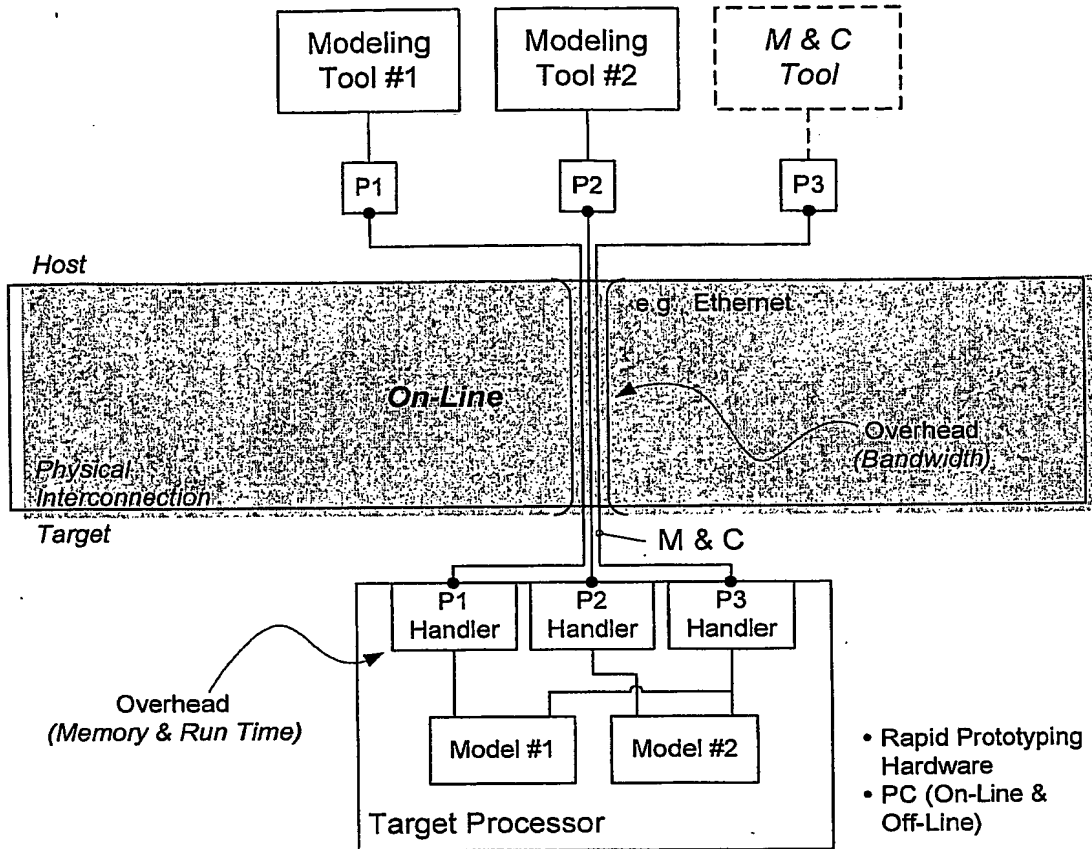 Modeling
Tool #1
Modeling
Tool #2
M & C
Tool
P1
P2
P3
Host
e.g., Ethernet
On-Line
Overhead
(Bandwidth)
Physical
Interconnection
Target
M & C
P1
Handler
P2
Handler
P3
Handler
Overhead
(Memory & Run Time)
Model #1
Model #2
Target Processor
• Rapid Prototyping
Hardware
• PC (On-Line &
Off-Line)